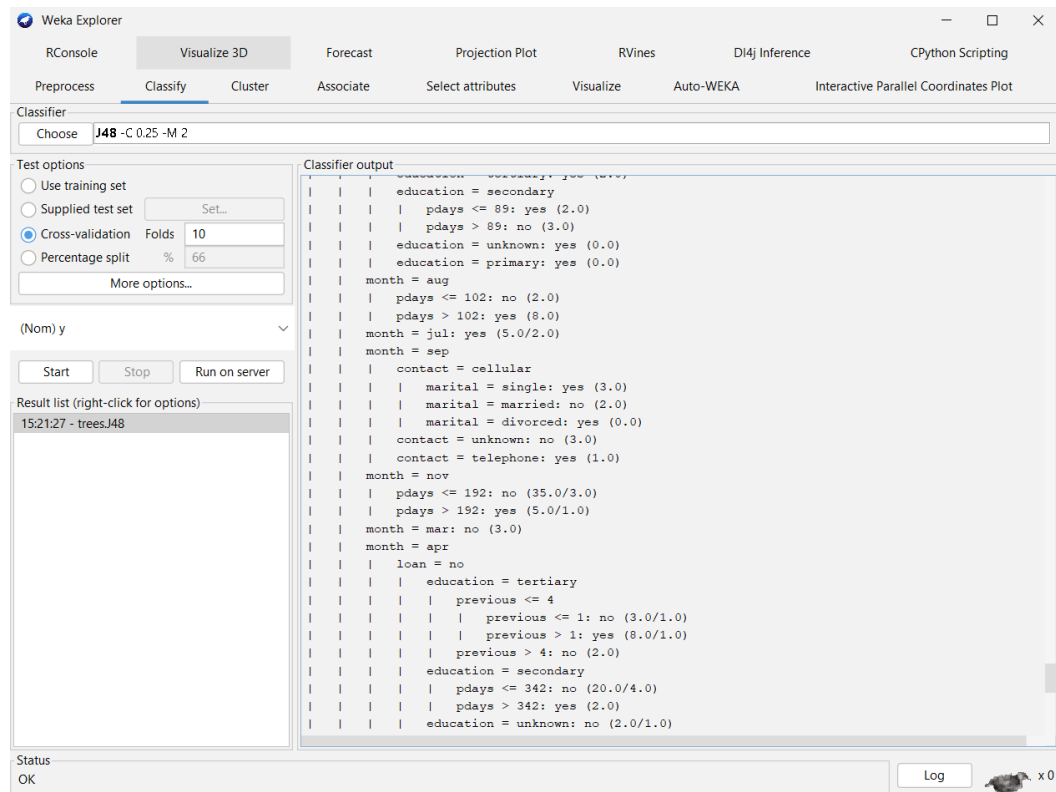 Weka Explorer
RConsole Visualize 3D Forecast Projection Plot RVines Dl4j Inference CPython Scripting
Preprocess Classify Cluster Associate Select attributes Visualize Auto-WEKA Interactive Parallel Coordinates Plot
Classifier
Choose J48 -C 0.25 -M 2
Test options
Use training set
Supplied test set Set...
Cross-validation Folds 10
Percentage split % 66
More options...
(Nom) y
Start Stop Run on server
Result list (right-click for options)
15:21:27 - trees.J48
Classifier output
| | | education = tertiary: yes (2.0)
| | | education = secondary
| | | | pdays <= 89: yes (2.0)
| | | | pdays > 89: no (3.0)
| | | education = unknown: yes (0.0)
| | | education = primary: yes (0.0)
| | month = aug
| | | pdays <= 102: no (2.0)
| | | pdays > 102: yes (8.0)
| | month = jul: yes (5.0/2.0)
| | month = sep
| | | contact = cellular
| | | | marital = single: yes (3.0)
| | | | marital = married: no (2.0)
| | | | marital = divorced: yes (0.0)
| | | contact = unknown: no (3.0)
| | | contact = telephone: yes (1.0)
| | month = nov
| | | pdays <= 192: no (35.0/3.0)
| | | pdays > 192: yes (5.0/1.0)
| | month = mar: no (3.0)
| | month = apr
| | | loan = no
| | | | education = tertiary
| | | | | previous <= 4
| | | | | | previous <= 1: no (3.0/1.0)
| | | | | | previous > 1: yes (8.0/1.0)
| | | | | previous > 4: no (2.0)
| | | | education = secondary
| | | | | pdays <= 342: no (20.0/4.0)
| | | | | pdays > 342: yes (2.0)
| | | | education = unknown: no (2.0/1.0)
Status
OK
Log x 0